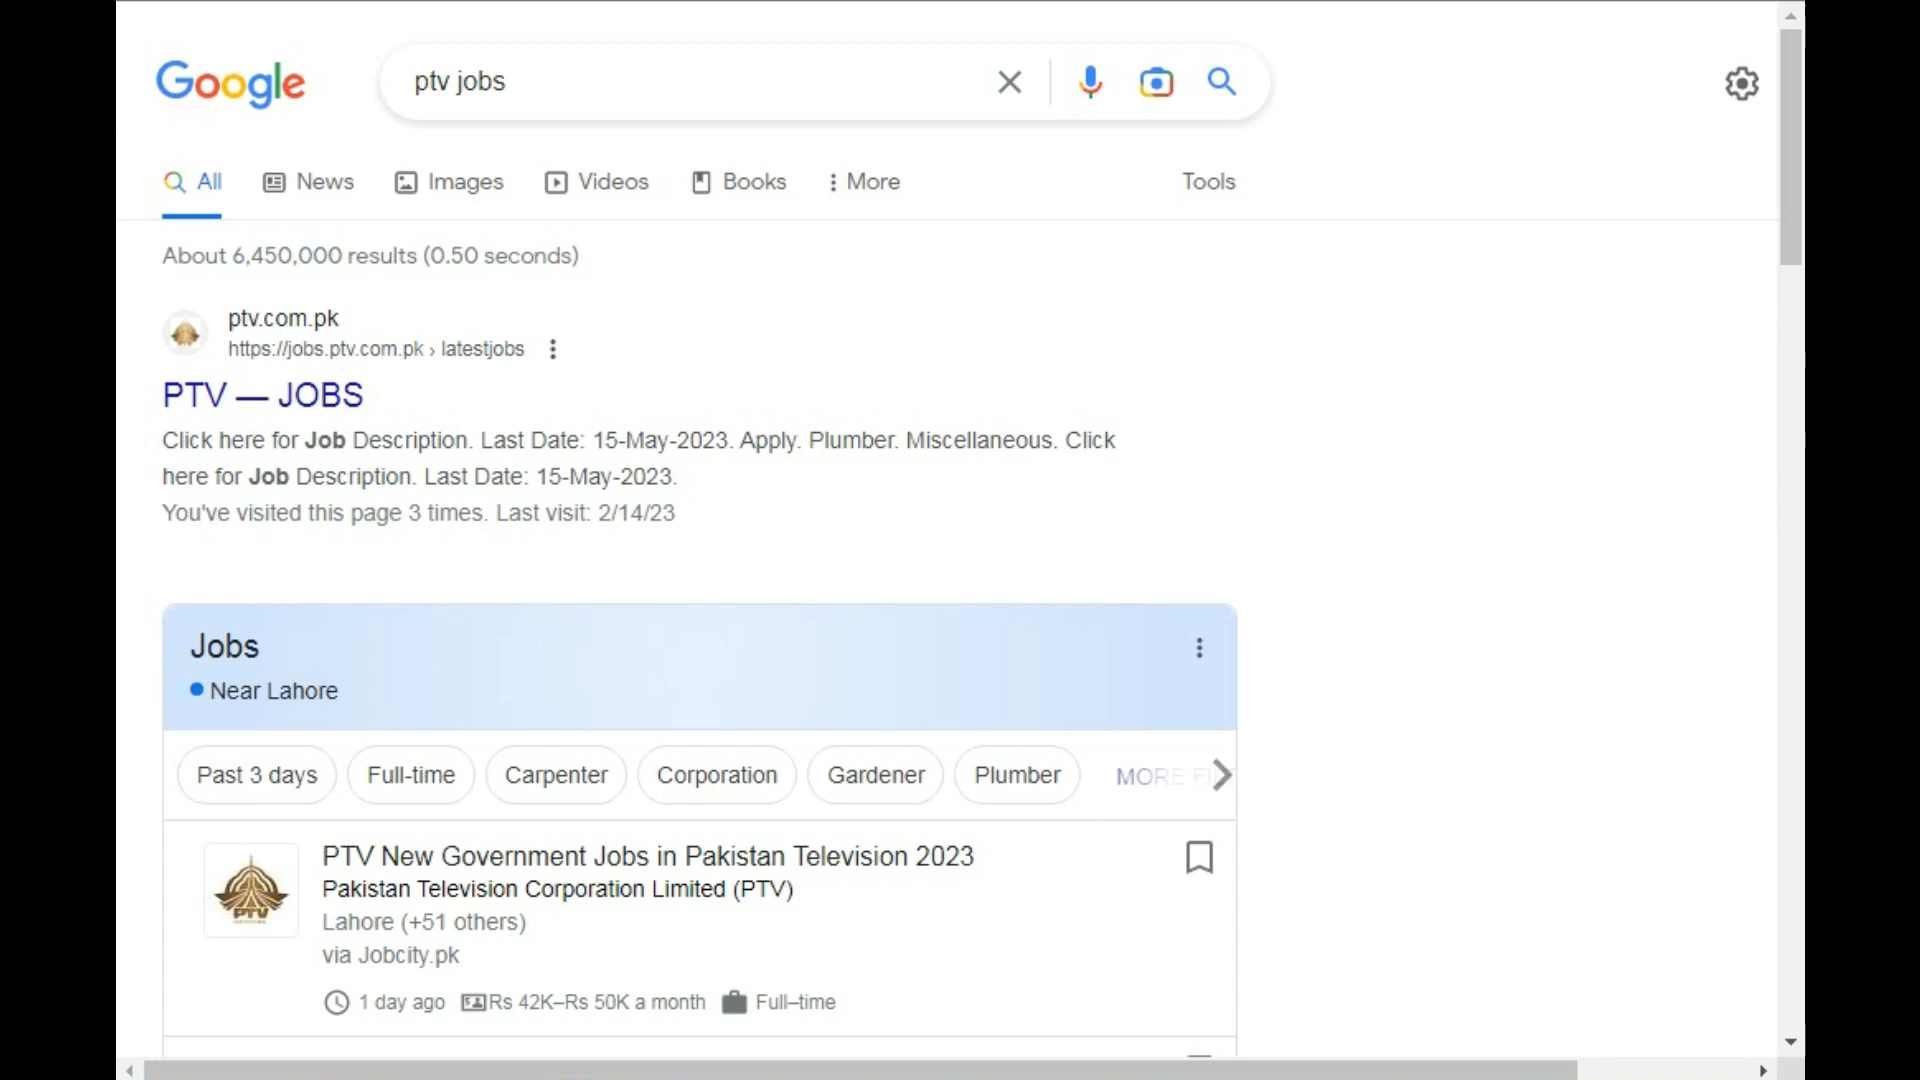 Google
ptv jobs
All News Images Videos Books More Tools
About 6,450,000 results (0.50 seconds)
ptv.com.pk
https://jobs.ptv.com.pk › latestjobs
PTV — JOBS
Click here for Job Description. Last Date: 15-May-2023. Apply. Plumber. Miscellaneous. Click
here for Job Description. Last Date: 15-May-2023.
You've visited this page 3 times. Last visit: 2/14/23
Jobs
Near Lahore
Past 3 days Full-time Carpenter Corporation Gardener Plumber MORE
PTV New Government Jobs in Pakistan Television 2023
Pakistan Television Corporation Limited (PTV)
PTV
Lahore (+51 others)
via Jobcity.pk
1 day ago Rs 42K–Rs 50K a month Full–time